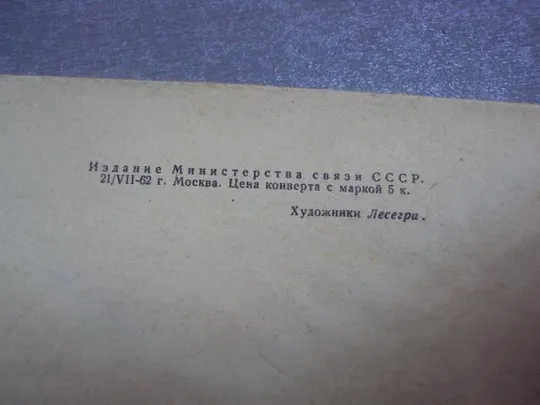 Издание Министерства связи СССР.
21/VII-62 г. Москва. Цена конверта с маркой 5 к.
Художники Лесегри.